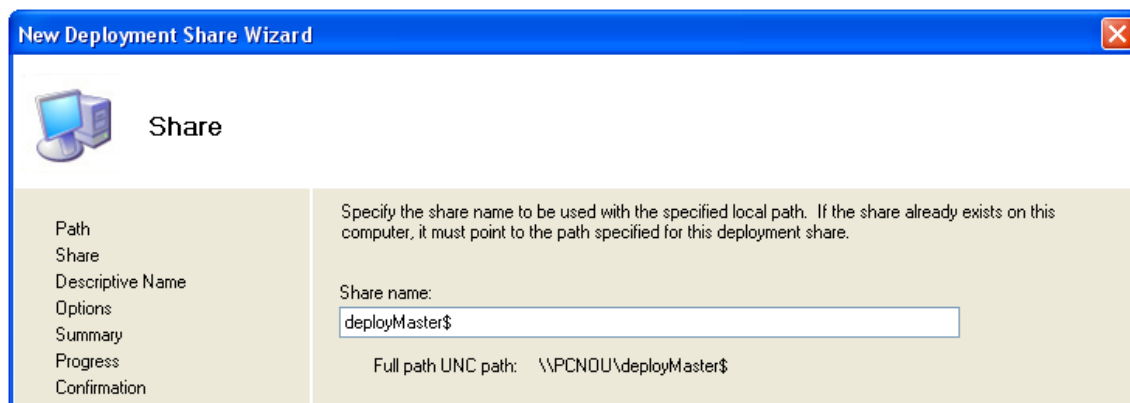 New Deployment Share Wizard
Share
Path
Share
Descriptive Name
Options
Summary
Progress
Confirmation
Specify the share name to be used with the specified local path.  If the share already exists on this
computer, it must point to the path specified for this deployment share.
Share name:
deployMaster$
Full path UNC path: \\PCNOU\deployMaster$